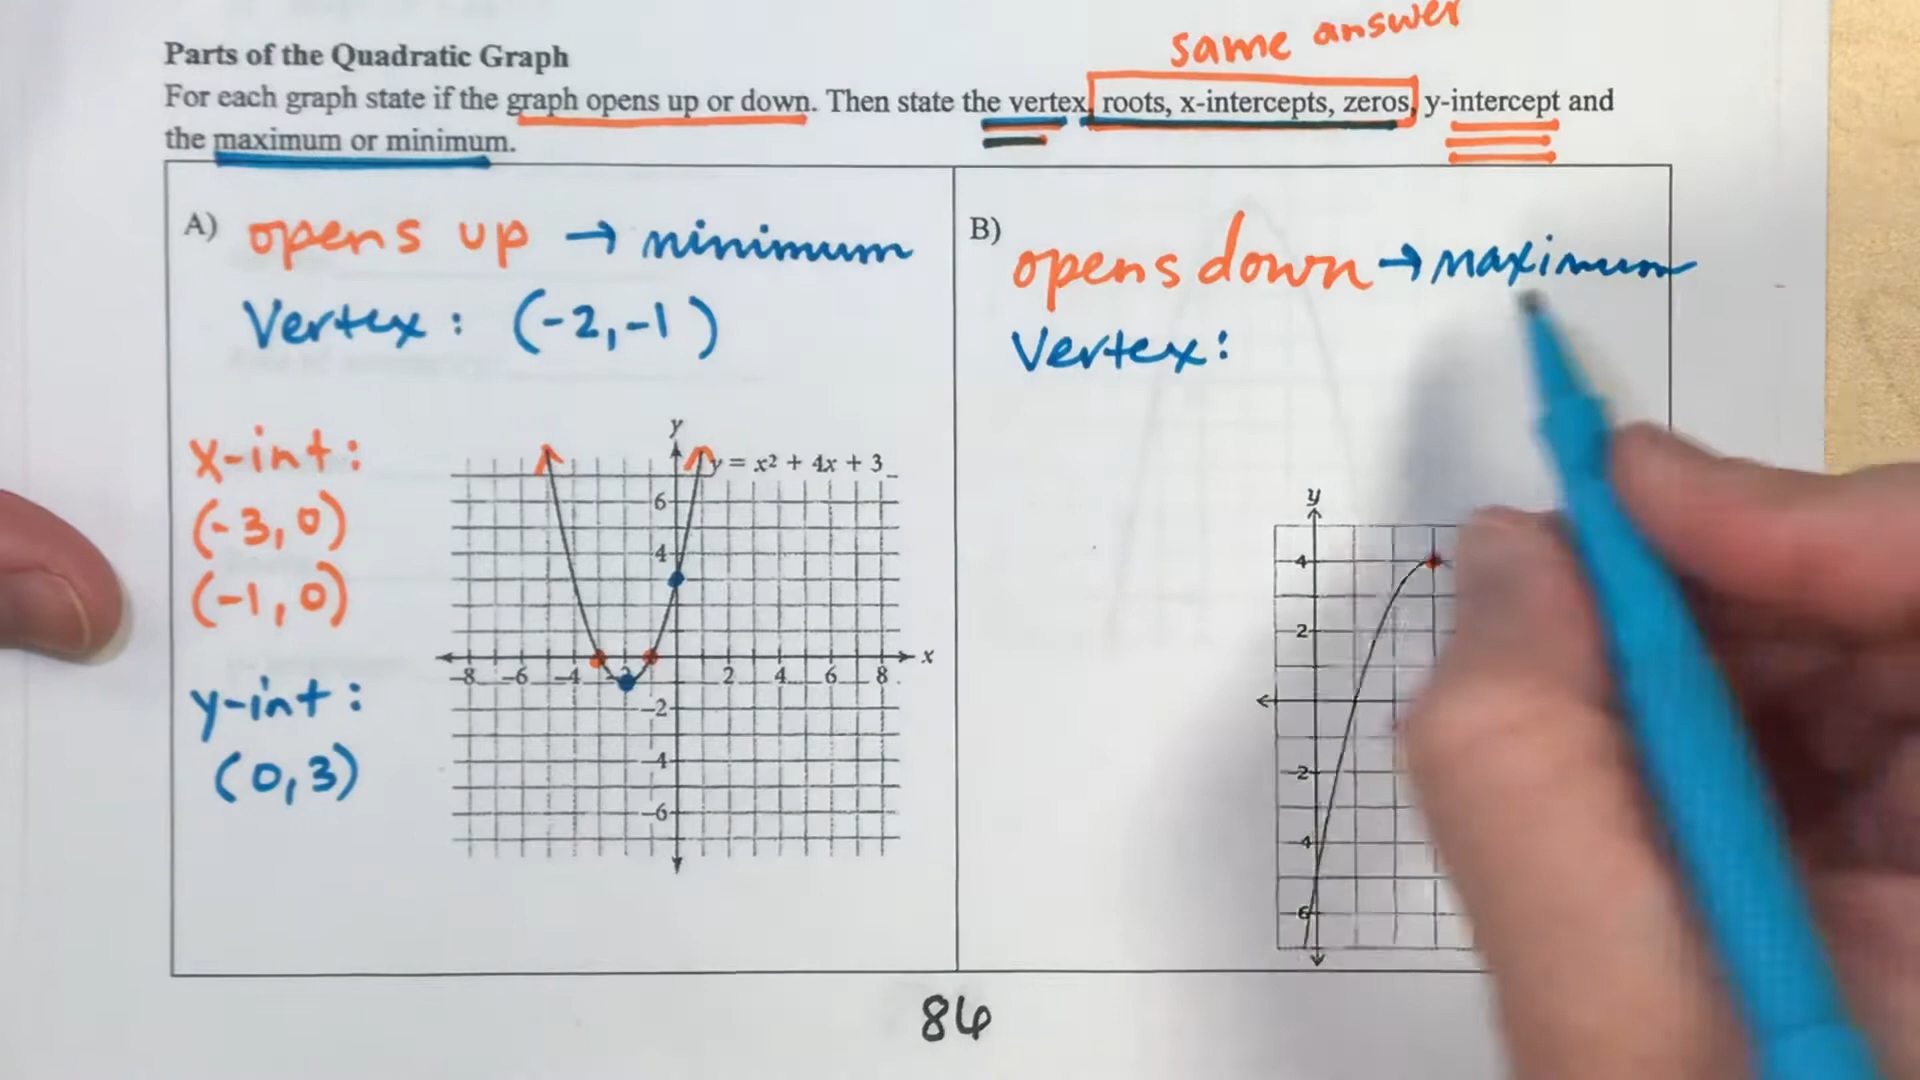 same answer
Parts of the Quadratic Graph
For each graph state if the graph opens up or down. Then state the vertex, roots, x-intercepts, zeros, y-intercept and
the maximum or minimum.
A) opens up → minimum
Vertex: (-2,-1)
x-int:
(-3,0)
(-1,0)
y-int:
(0,3)
y
y = x2 + 4x + 3
6
4
-8 -6 -4 -2 2 4 6 8 x
-2
-4
-6
B) opens down → maximum
Vertex:
y
4
2
-2
4
-6
84